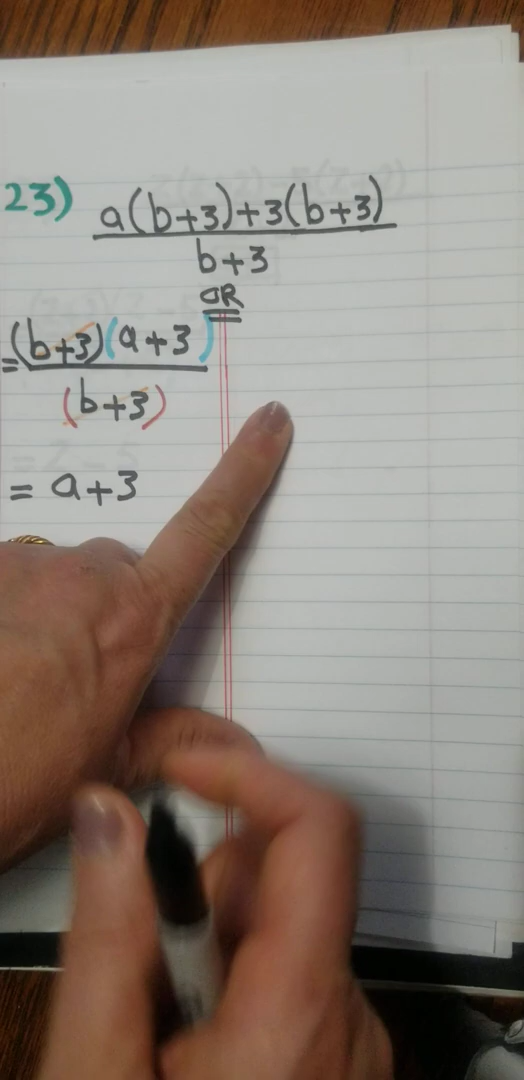 23) a(b+3)+3(b+3)
b+3
OR
=(b+3)(a+3)
(b+3)
= a+3